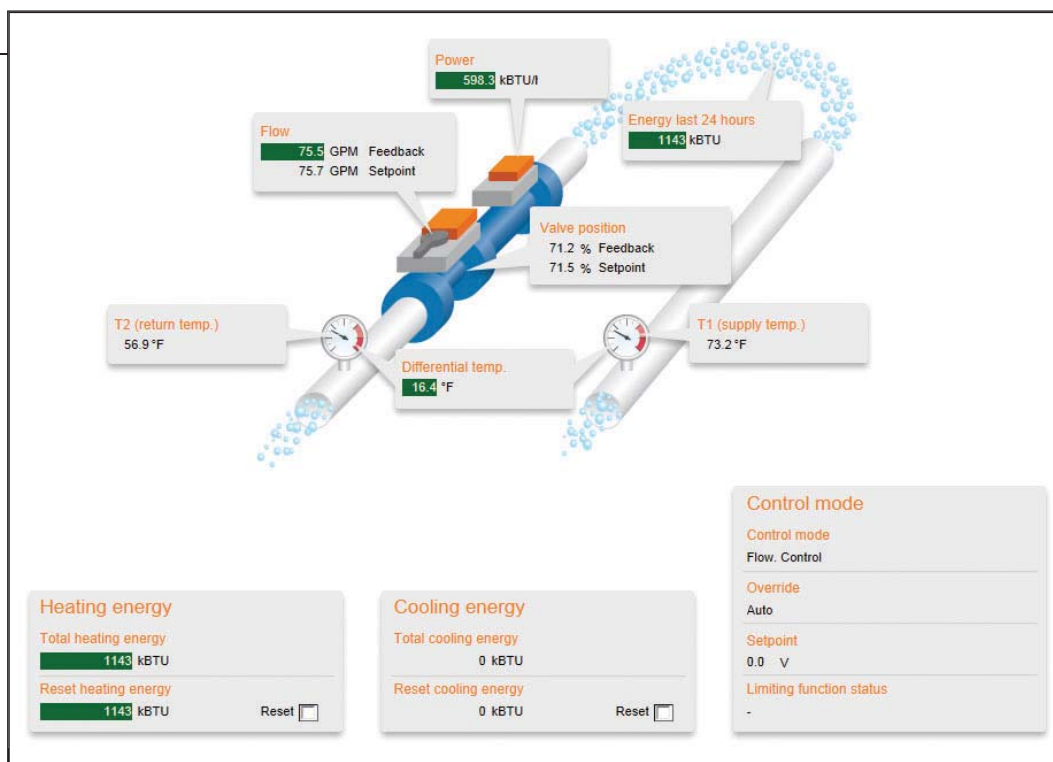 Power
598.3 kBTU/
Energy last 24 hours
1143 kBTU
Flow
75.5 GPM Feedback
75.7 GPM Setpoint
Valve position
71.2 % Feedback
71.5 % Setpoint
T2 (return temp.)
56.9 °F
T1 (supply temp.)
73.2 °F
Differential temp.
16.4 °F
Control mode
Control mode
Flow. Control
Override
Auto
Setpoint
0.0 V
Limiting function status
-
Heating energy
Total heating energy
1143 kBTU
Reset heating energy
1143 kBTU Reset
Cooling energy
Total cooling energy
0 kBTU
Reset cooling energy
0 kBTU Reset